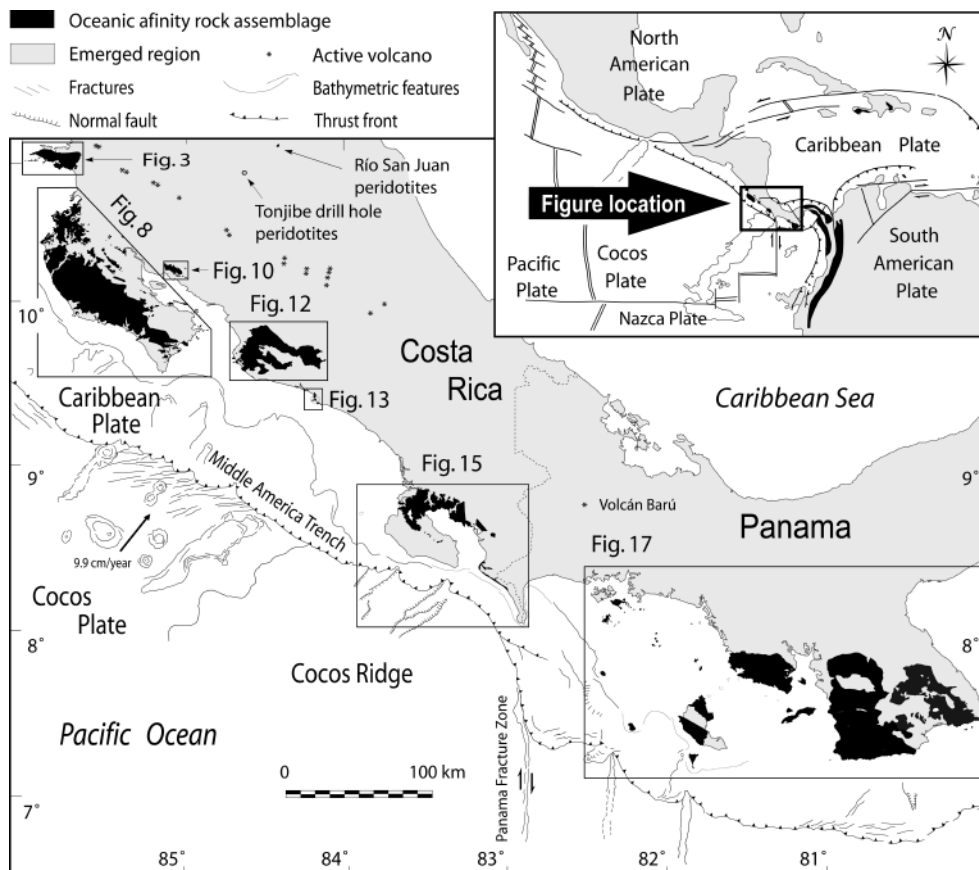 Oceanic afinity rock assemblage
Emerged region
Active volcano
Fractures
Bathymetric features
Normal fault
Thrust front
N
North
American
Plate
Caribbean Plate
Figure location
Pacific
Plate
Cocos
Plate
Nazca Plate
South
American
Plate
Fig. 3
Río San Juan
peridotites
Tonjibe drill hole
peridotites
Fig. 8
Fig. 10
Fig. 12
10°
Costa
Rica
Caribbean Sea
Fig. 13
Caribbean
Plate
9°
9°
Fig. 15
Middle America Trench
Volcán Barú
Panama
Fig. 17
9.9 cm/year
Cocos
Plate
8°
8°
Cocos Ridge
Pacific Ocean
Panama Fracture Zone
0
100 km
7°
85°
84°
83°
82°
81°